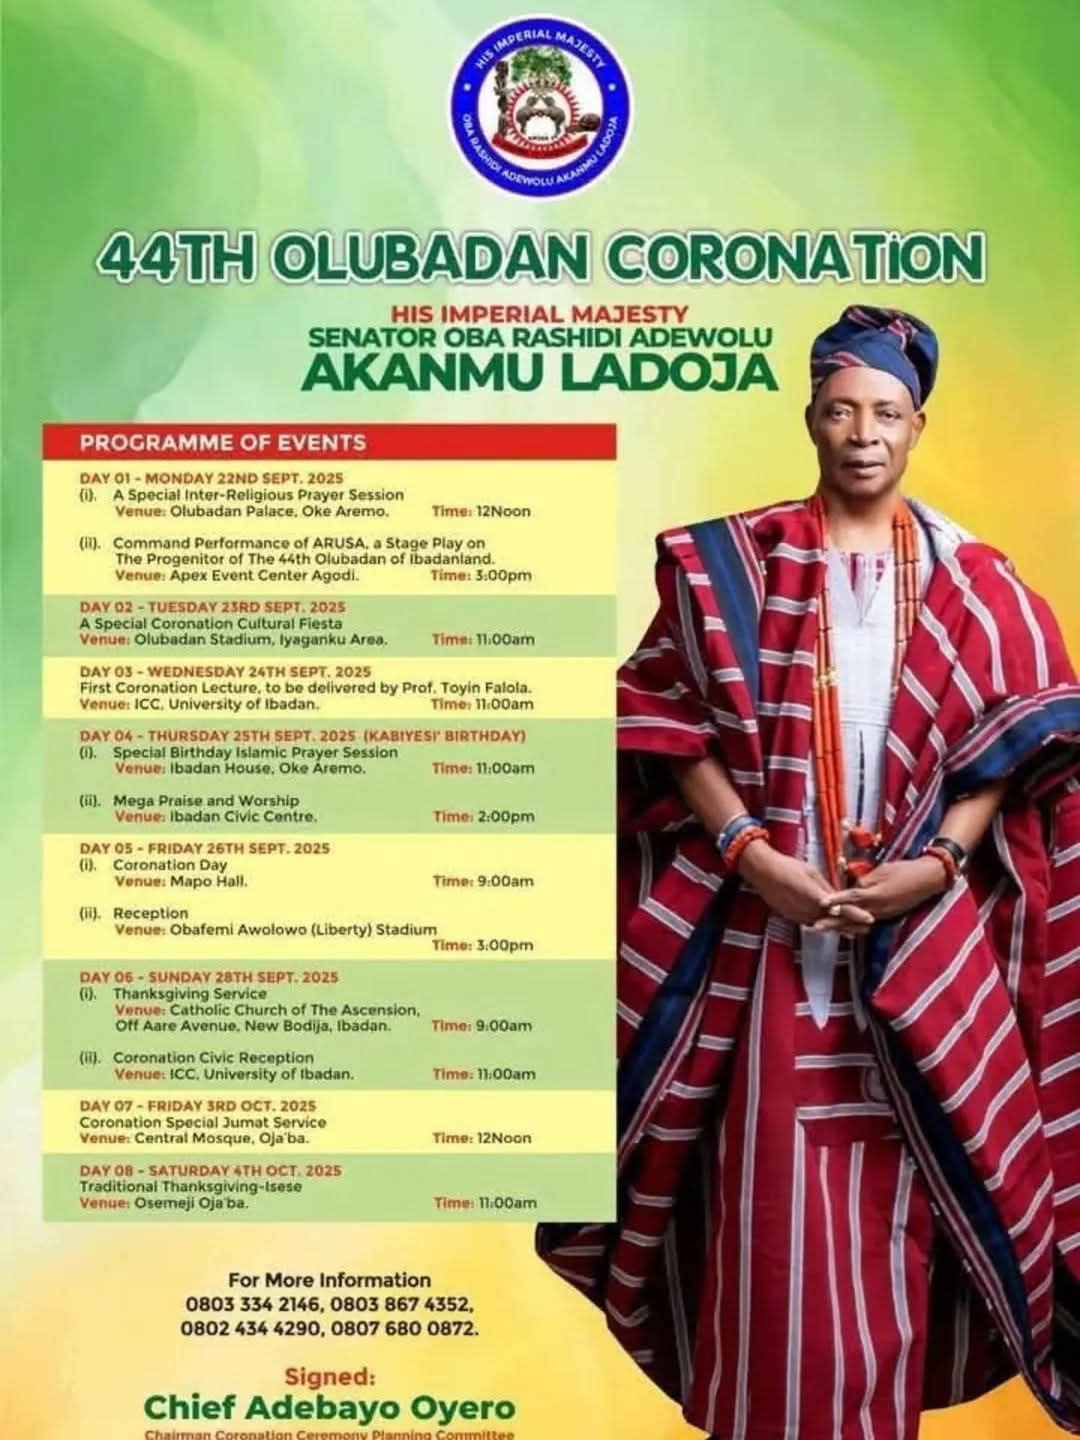 HIS IMPERIAL MAJESTY
OBA RASHIDI ADEWOLU AKANMU LADOJA
44TH OLUBADAN CORONATION
HIS IMPERIAL MAJESTY
SENATOR OBA RASHIDI ADEWOLU
AKANMU LADOJA
PROGRAMME OF EVENTS
DAY 01 - MONDAY 22ND SEPT. 2025
(i). A Special Inter-Religious Prayer Session
Venue: Olubadan Palace, Oke Aremo. Time: 12Noon
(ii). Command Performance of ARUSA, a Stage Play on
The Progenitor of The 44th Olubadan of Ibadanland.
Venue: Apex Event Center Agodi. Time: 3:00pm
DAY 02 - TUESDAY 23RD SEPT. 2025
A Special Coronation Cultural Fiesta
Venue: Olubadan Stadium, Iyaganku Area. Time: 11:00am
DAY 03 - WEDNESDAY 24TH SEPT. 2025
First Coronation Lecture, to be delivered by Prof. Toyin Falola.
Venue: ICC, University of Ibadan. Time: 11:00am
DAY 04 - THURSDAY 25TH SEPT. 2025 (KABIYESI' BIRTHDAY)
(i). Special Birthday Islamic Prayer Session
Venue: Ibadan House, Oke Aremo. Time: 11:00am
(ii). Mega Praise and Worship
Venue: Ibadan Civic Centre. Time: 2:00pm
DAY 05 - FRIDAY 26TH SEPT. 2025
(i). Coronation Day
Venue: Mapo Hall. Time: 9:00am
(ii). Reception
Venue: Obafemi Awolowo (Liberty) Stadium
Time: 3:00pm
DAY 06 - SUNDAY 28TH SEPT. 2025
(i). Thanksgiving Service
Venue: Catholic Church of The Ascension,
Off Aare Avenue, New Bodija, Ibadan. Time: 9:00am
(ii). Coronation Civic Reception
Venue: ICC, University of Ibadan. Time: 11:00am
DAY 07 - FRIDAY 3RD OCT. 2025
Coronation Special Jumat Service
Venue: Central Mosque, Oja'ba. Time: 12Noon
DAY 08 - SATURDAY 4TH OCT. 2025
Traditional Thanksgiving-Isese
Venue: Osemeji Oja'ba. Time: 11:00am
For More Information
0803 334 2146, 0803 867 4352,
0802 434 4290, 0807 680 0872.
Signed:
Chief Adebayo Oyero
Chairman Coronation Ceremony Planning Committee